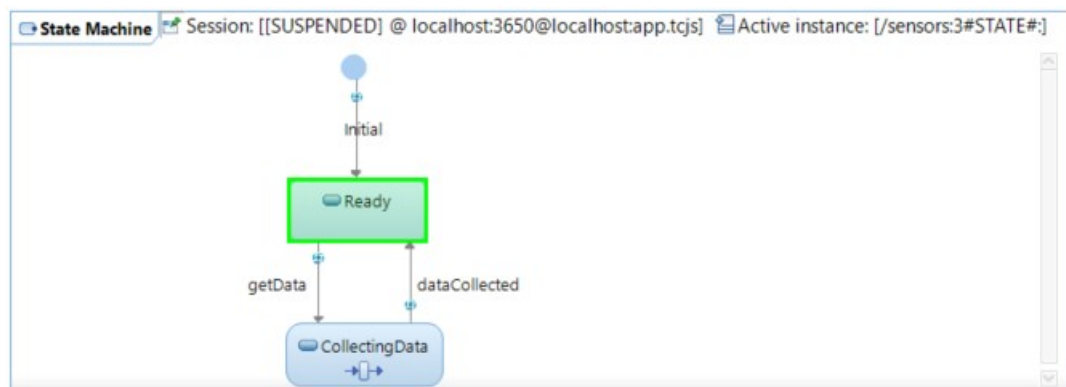 State Machine Session: [[SUSPENDED] @ localhost:3650@localhost:app.tcjs] Active instance: [/sensors:3#STATE#:]
Initial
Ready
getData dataCollected
CollectingData